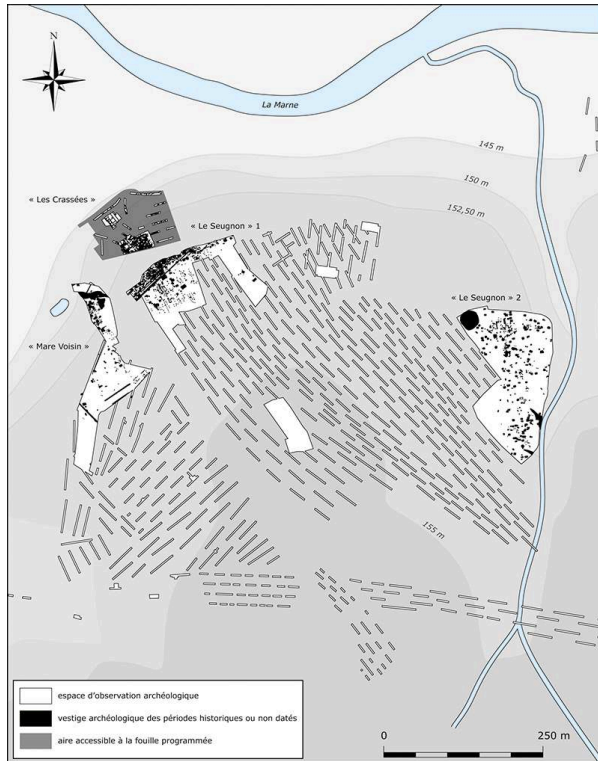 N
La Marne
145 m
150 m
152,50 m
« Les Crassées »
« Le Seugnon » 1
« Le Seugnon » 2
« Mare Voisin »
155 m
espace d'observation archéologique
vestige archéologique des périodes historiques ou non datés
aire accessible à la fouille programmée
0 250 m